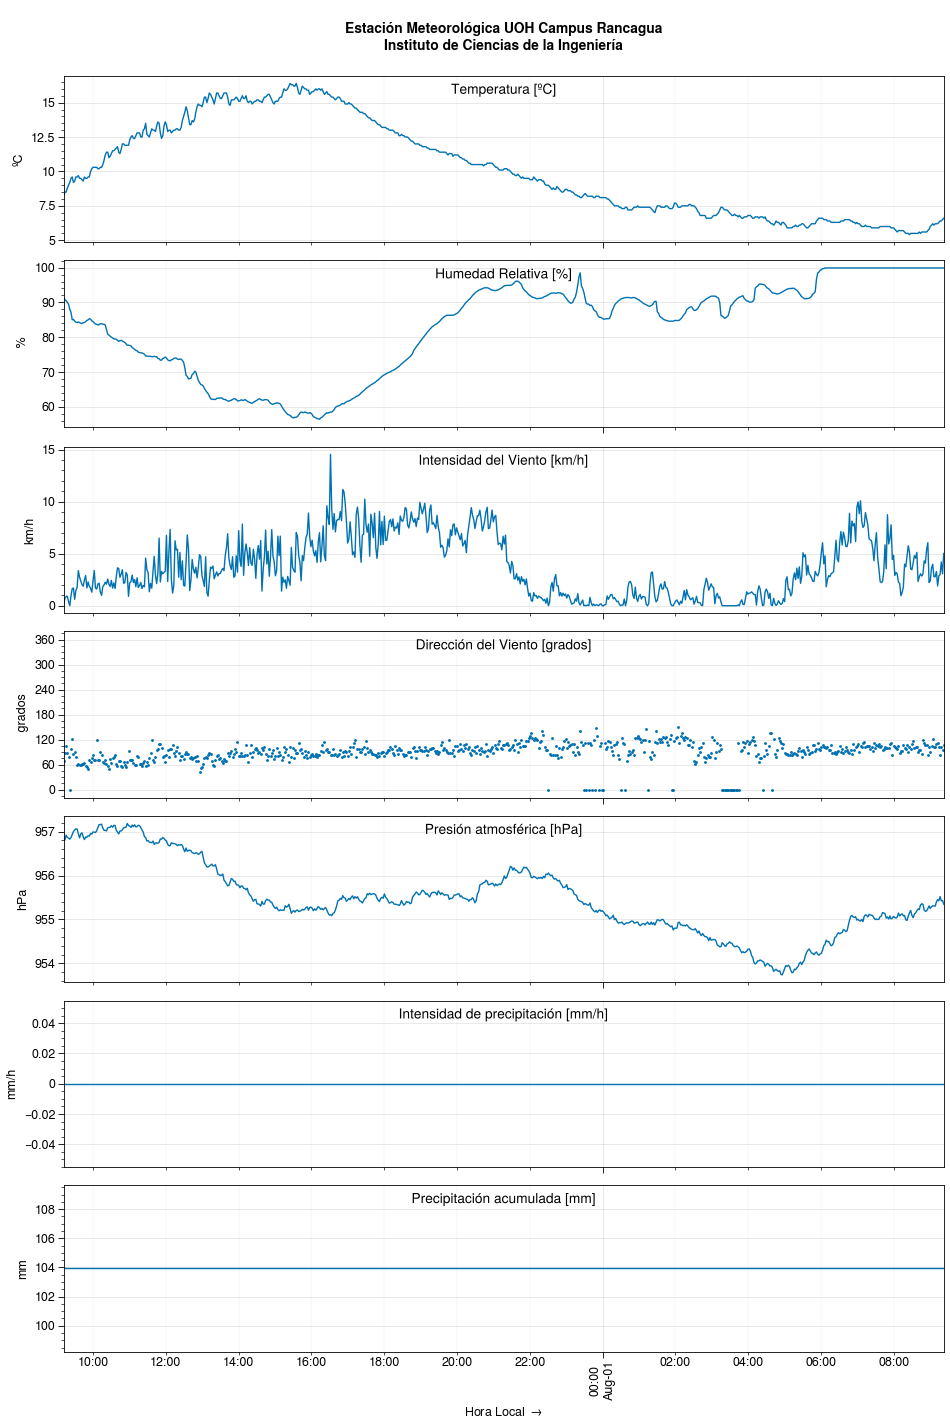 Estación Meteorológica UOH Campus Rancagua
Instituto de Ciencias de la Ingeniería
Temperatura [ºC]
ºC
15
12.5
10
7.5
5
Humedad Relativa [%]
%
100
90
80
70
60
Intensidad del Viento [km/h]
km/h
15
10
5
0
Dirección del Viento [grados]
grados
360
300
240
180
120
60
0
Presión atmosférica [hPa]
hPa
957
956
955
954
Intensidad de precipitación [mm/h]
mm/h
0.04
0.02
0
−0.02
−0.04
Precipitación acumulada [mm]
mm
108
106
104
102
100
10:00 12:00 14:00 16:00 18:00 20:00 22:00 00:00 02:00 04:00 06:00 08:00
Aug-01
Hora Local →